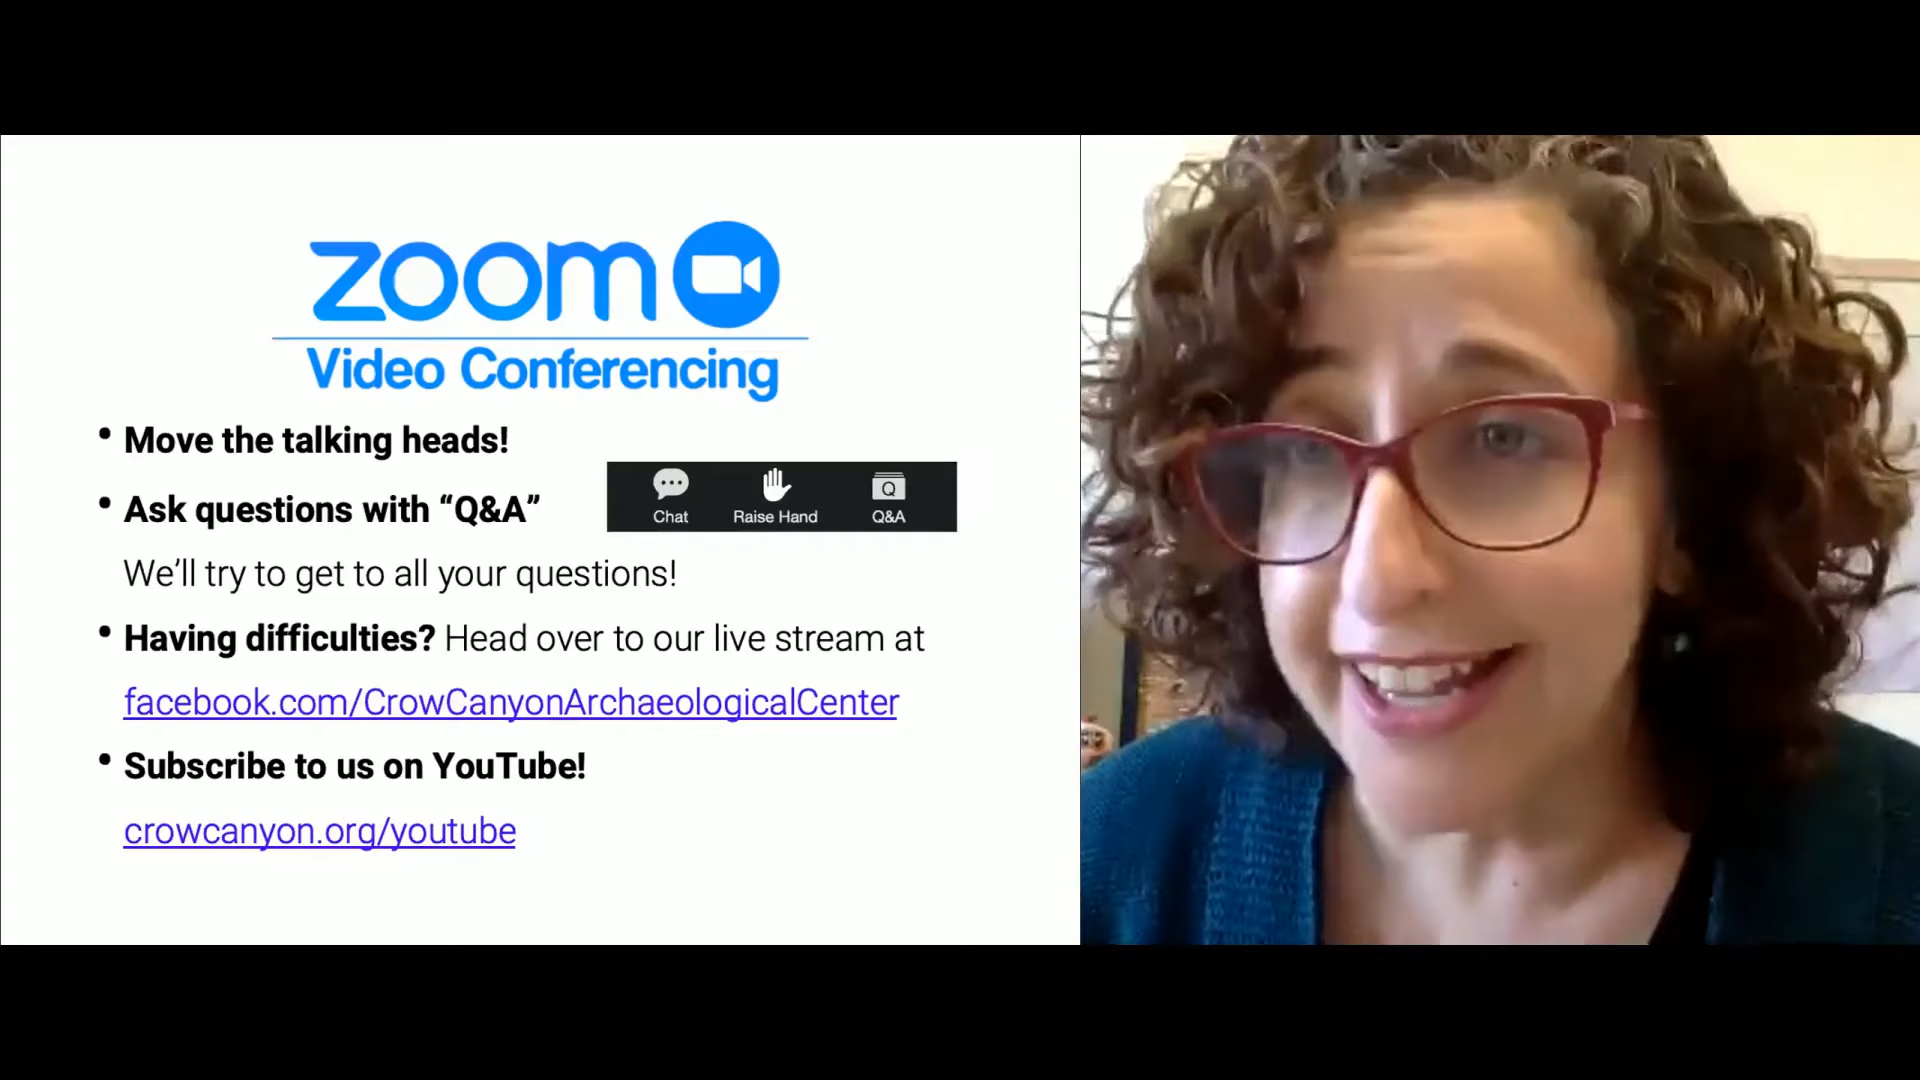 zoom
Video Conferencing
• Move the talking heads!
• Ask questions with “Q&A”
Chat Raise Hand Q&A
We’ll try to get to all your questions!
• Having difficulties? Head over to our live stream at
facebook.com/CrowCanyonArchaeologicalCenter
• Subscribe to us on YouTube!
crowcanyon.org/youtube